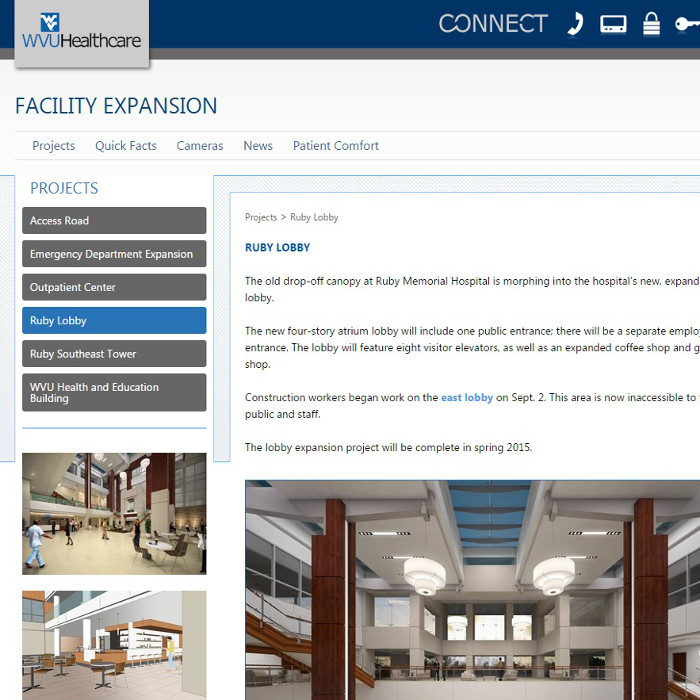 WVUHealthcare
CONNECT
FACILITY EXPANSION
Projects Quick Facts Cameras News Patient Comfort
PROJECTS
Access Road
Emergency Department Expansion
Outpatient Center
Ruby Lobby
Ruby Southeast Tower
WVU Health and Education
Building
Projects > Ruby Lobby
RUBY LOBBY
The old drop-off canopy at Ruby Memorial Hospital is morphing into the hospital's new, expand
lobby.
The new four-story atrium lobby will include one public entrance; there will be a separate emplo
entrance. The lobby will feature eight visitor elevators, as well as an expanded coffee shop and g
shop.
Construction workers began work on the east lobby on Sept. 2. This area is now inaccessible to
public and staff.
The lobby expansion project will be complete in spring 2015.